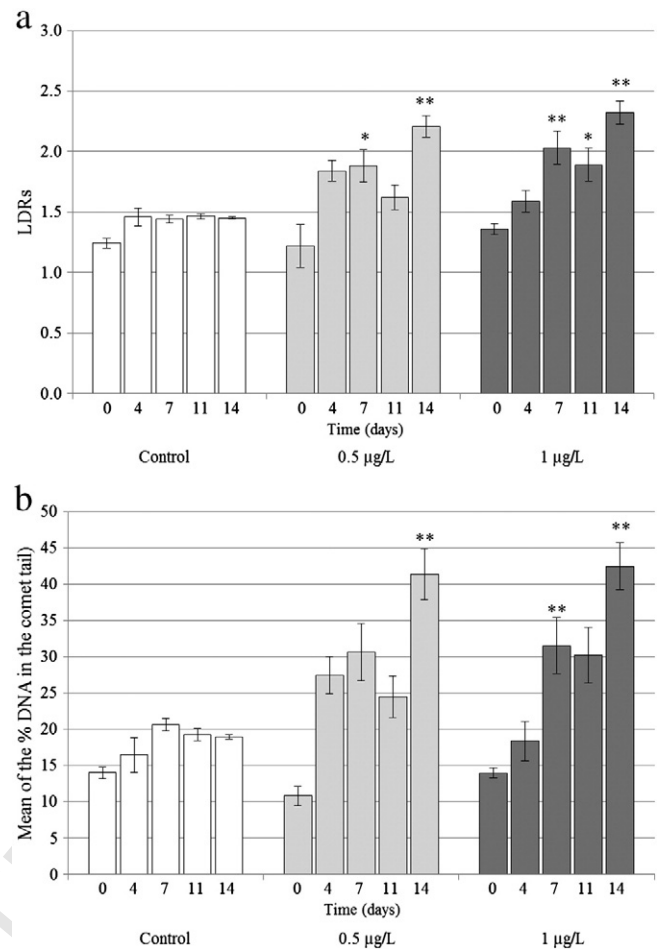 a
3.0
2.5
2.0
1.5
1.0
0.5
0.0
LDRs
* ** ** * **
0 4 7 11 14 0 4 7 11 14 0 4 7 11 14
Time (days)
Control 0.5 µg/L 1 µg/L
b
50
45
40
35
30
25
20
15
10
5
0
Mean of the % DNA in the comet tail
** ** **
0 4 7 11 14 0 4 7 11 14 0 4 7 11 14
Time (days)
Control 0.5 µg/L 1 µg/L